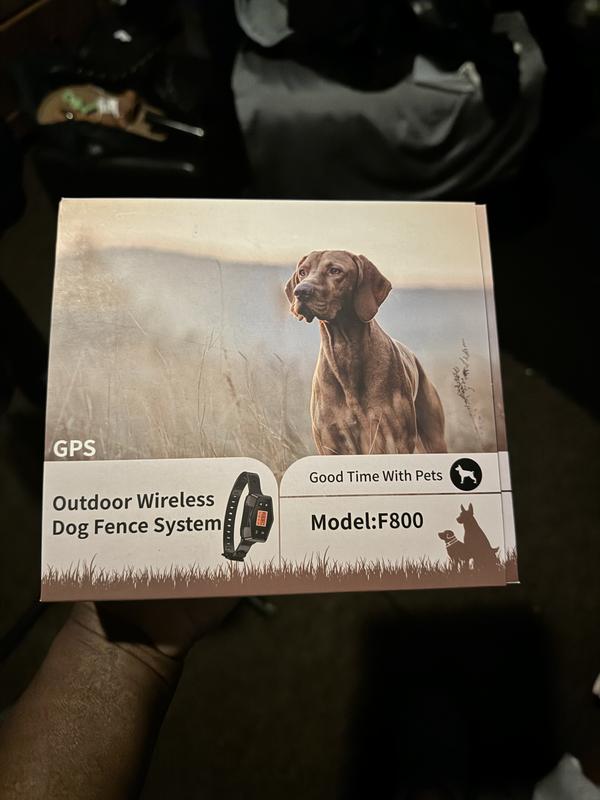 GPS
Outdoor Wireless
Dog Fence System
Good Time With Pets
Model:F800